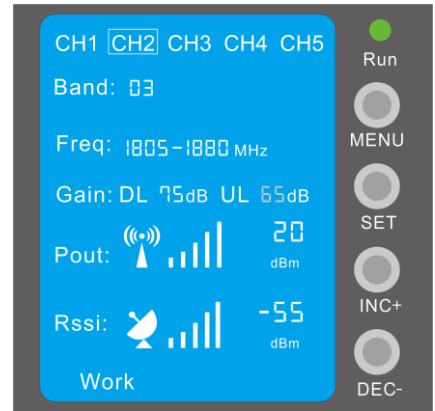 CH1 CH2 CH3 CH4 CH5
Run
Band: 03
MENU
Freq: 1805-1880 MHz
Gain: DL 75dB UL 65dB
SET
Pout: 20 dBm
INC+
Rssi: -55 dBm
Work
DEC-